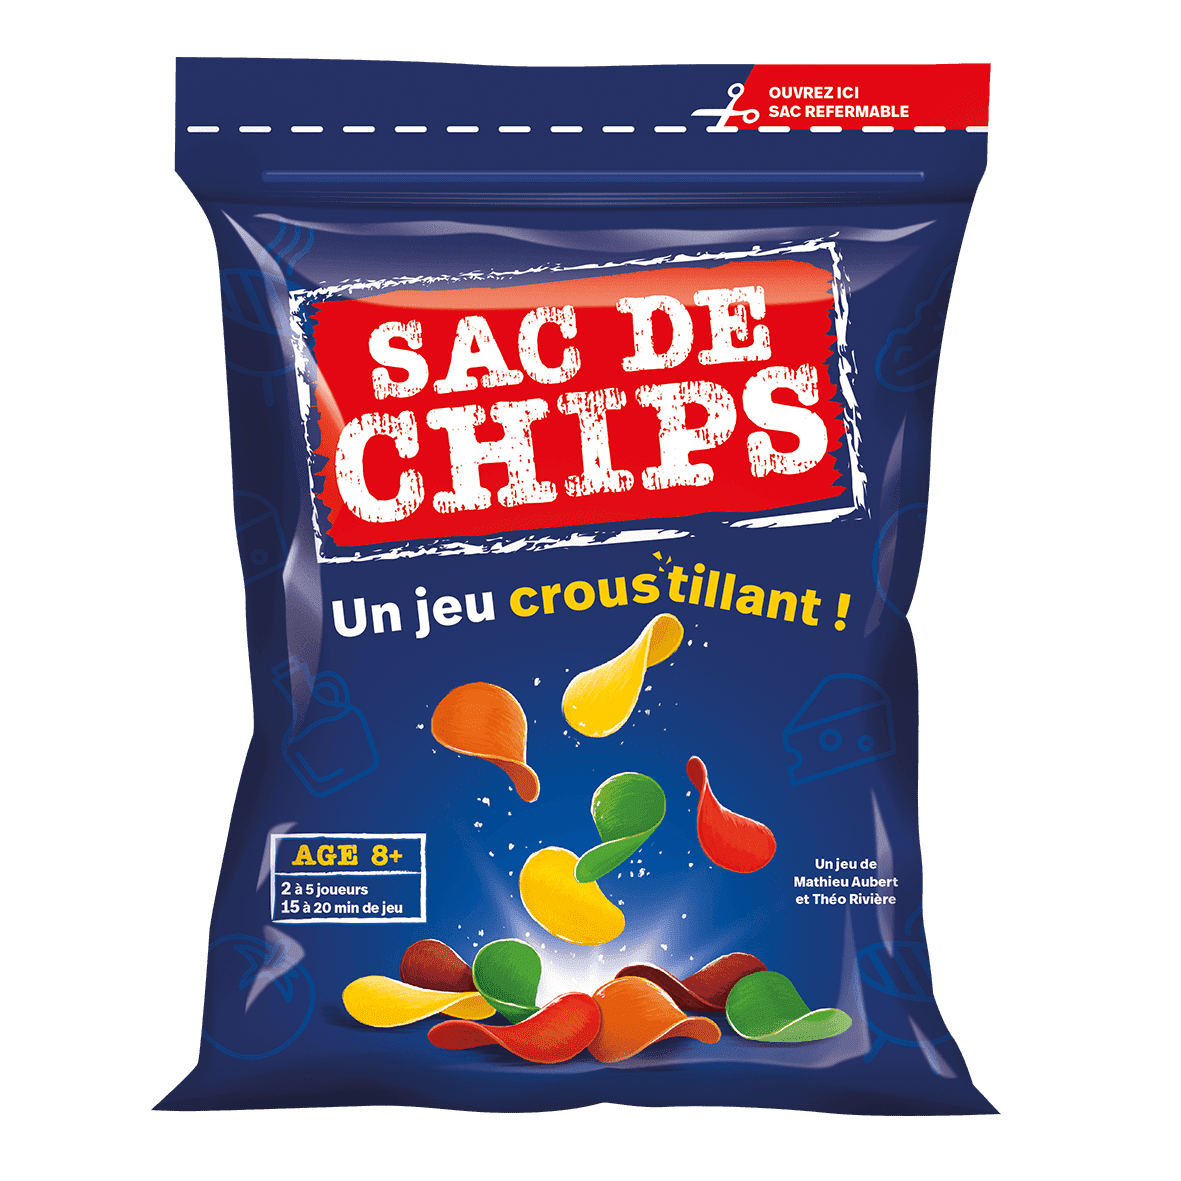 OUVREZ ICI
SAC REFERMABLE
SAC DE
CHIPS
Un jeu croustillant !
AGE 8+
2 à 5 joueurs
15 à 20 min de jeu
Un jeu de
Mathieu Aubert
et Théo Rivière